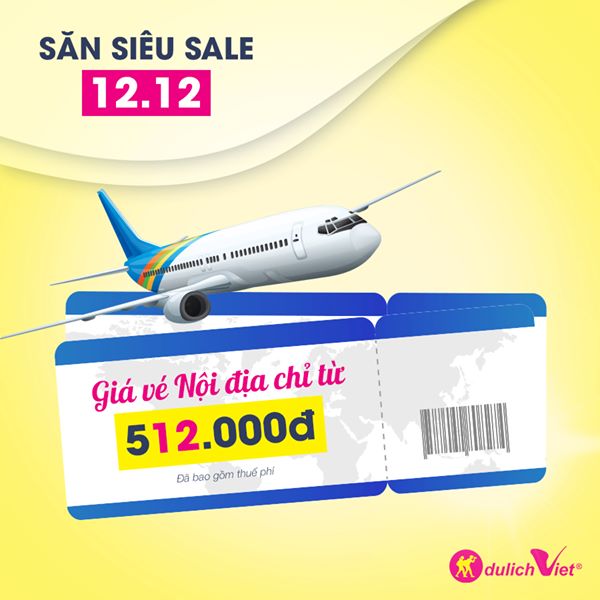 SĂN SIÊU SALE
12.12
Giá vé Nội địa chỉ từ
512.000đ
Đã bao gồm thuế phí
dulichViet®